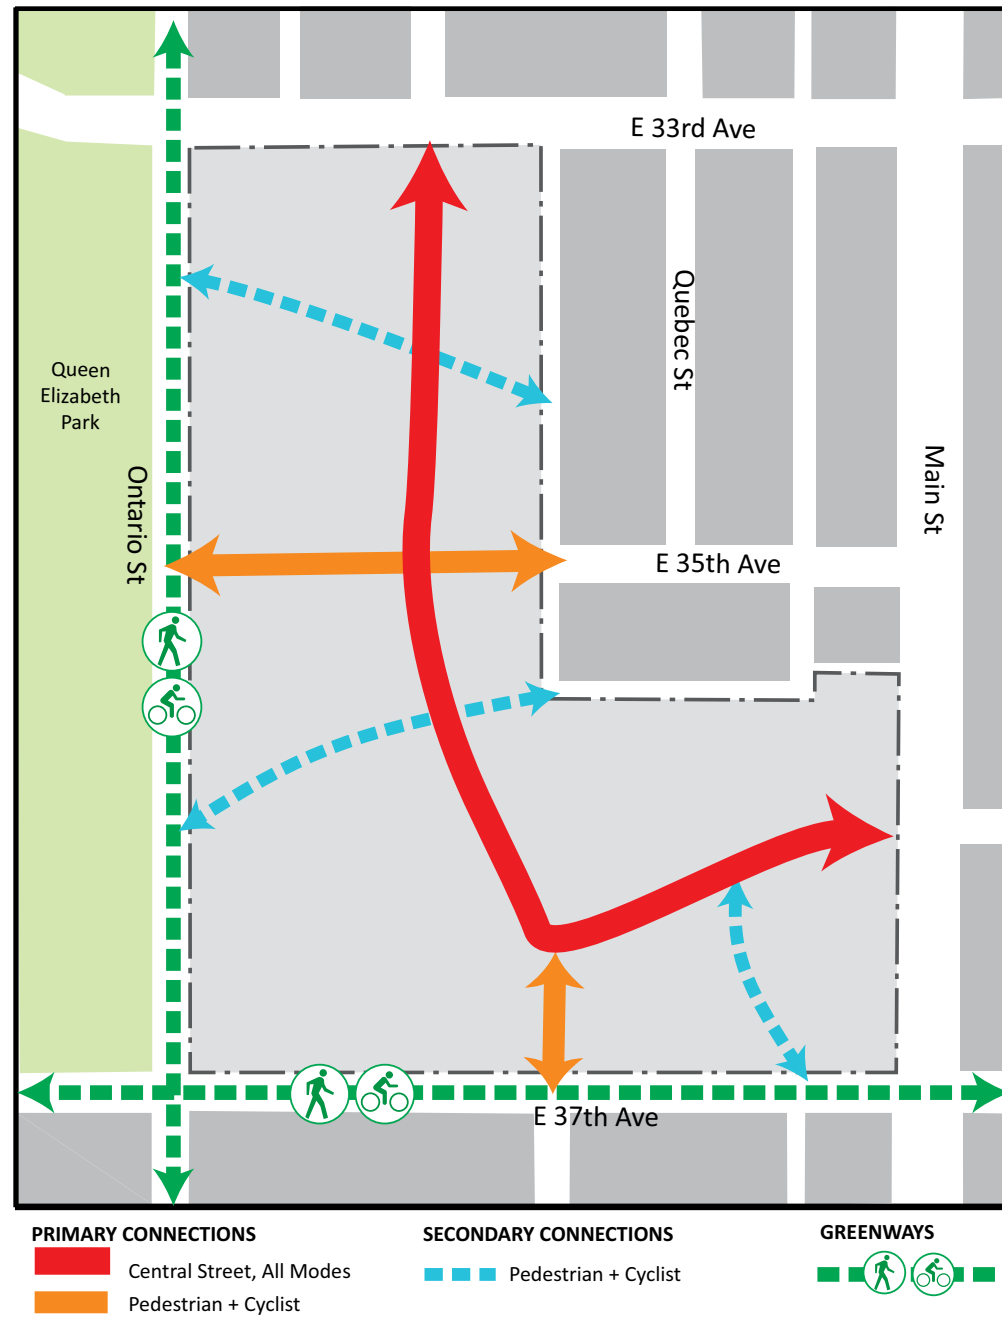 E 33rd Ave
Quebec St
Queen
Elizabeth
Park
Ontario St
Main St
E 35th Ave
E 37th Ave
PRIMARY CONNECTIONS
Central Street, All Modes
Pedestrian + Cyclist
SECONDARY CONNECTIONS
Pedestrian + Cyclist
GREENWAYS